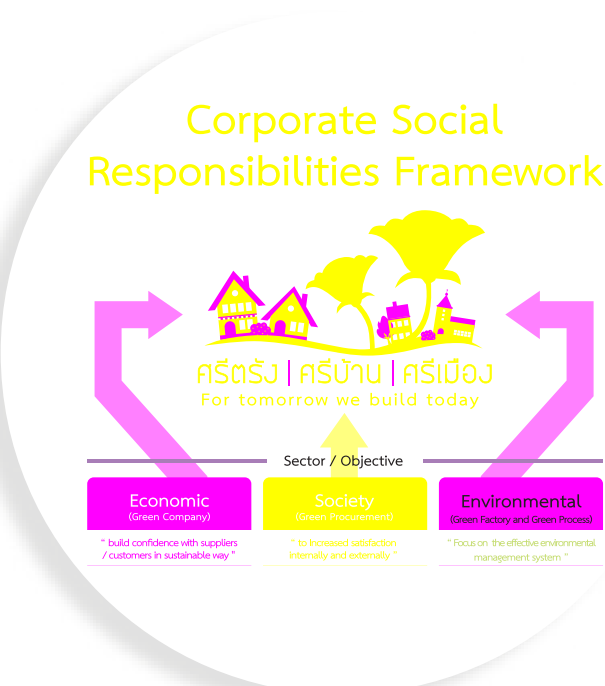 Corporate Social
Responsibilities Framework
ศรีตรัง | ศรีบ้าน | ศรีเมือง
For tomorrow we build today
Sector / Objective
Economic
(Green Company)
" build confidence with suppliers
/ customers in sustainable way "
Society
(Green Procurement)
" to Increased satisfaction
Internally and externally "
Environmental
(Green Factory and Green Process)
" Focus on the effective environmental
management system "